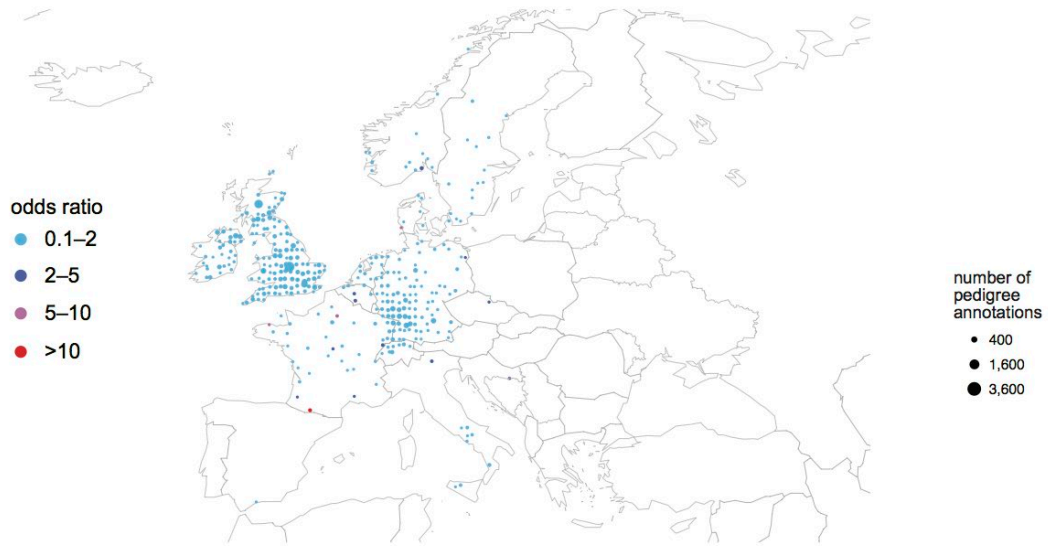 odds ratio
0.1–2
2–5
5–10
>10
number of
pedigree
annotations
400
1,600
3,600